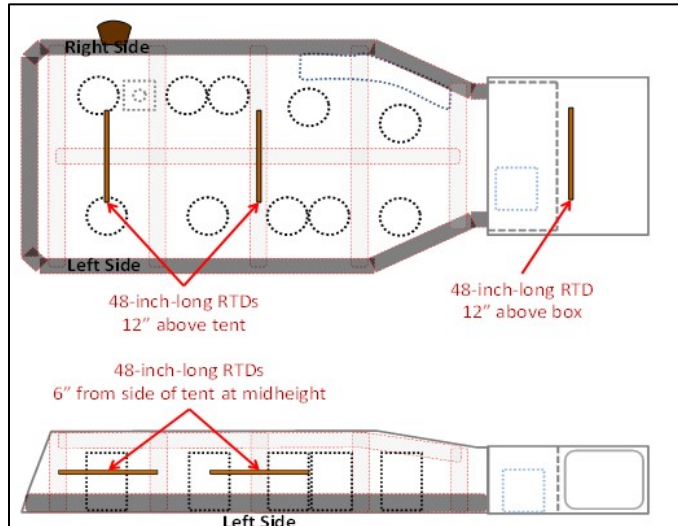 Right Side
Left Side
48-inch-long RTDs
12" above tent
48-inch-long RTD
12" above box
48-inch-long RTDs
6" from side of tent at midheight
Left Side